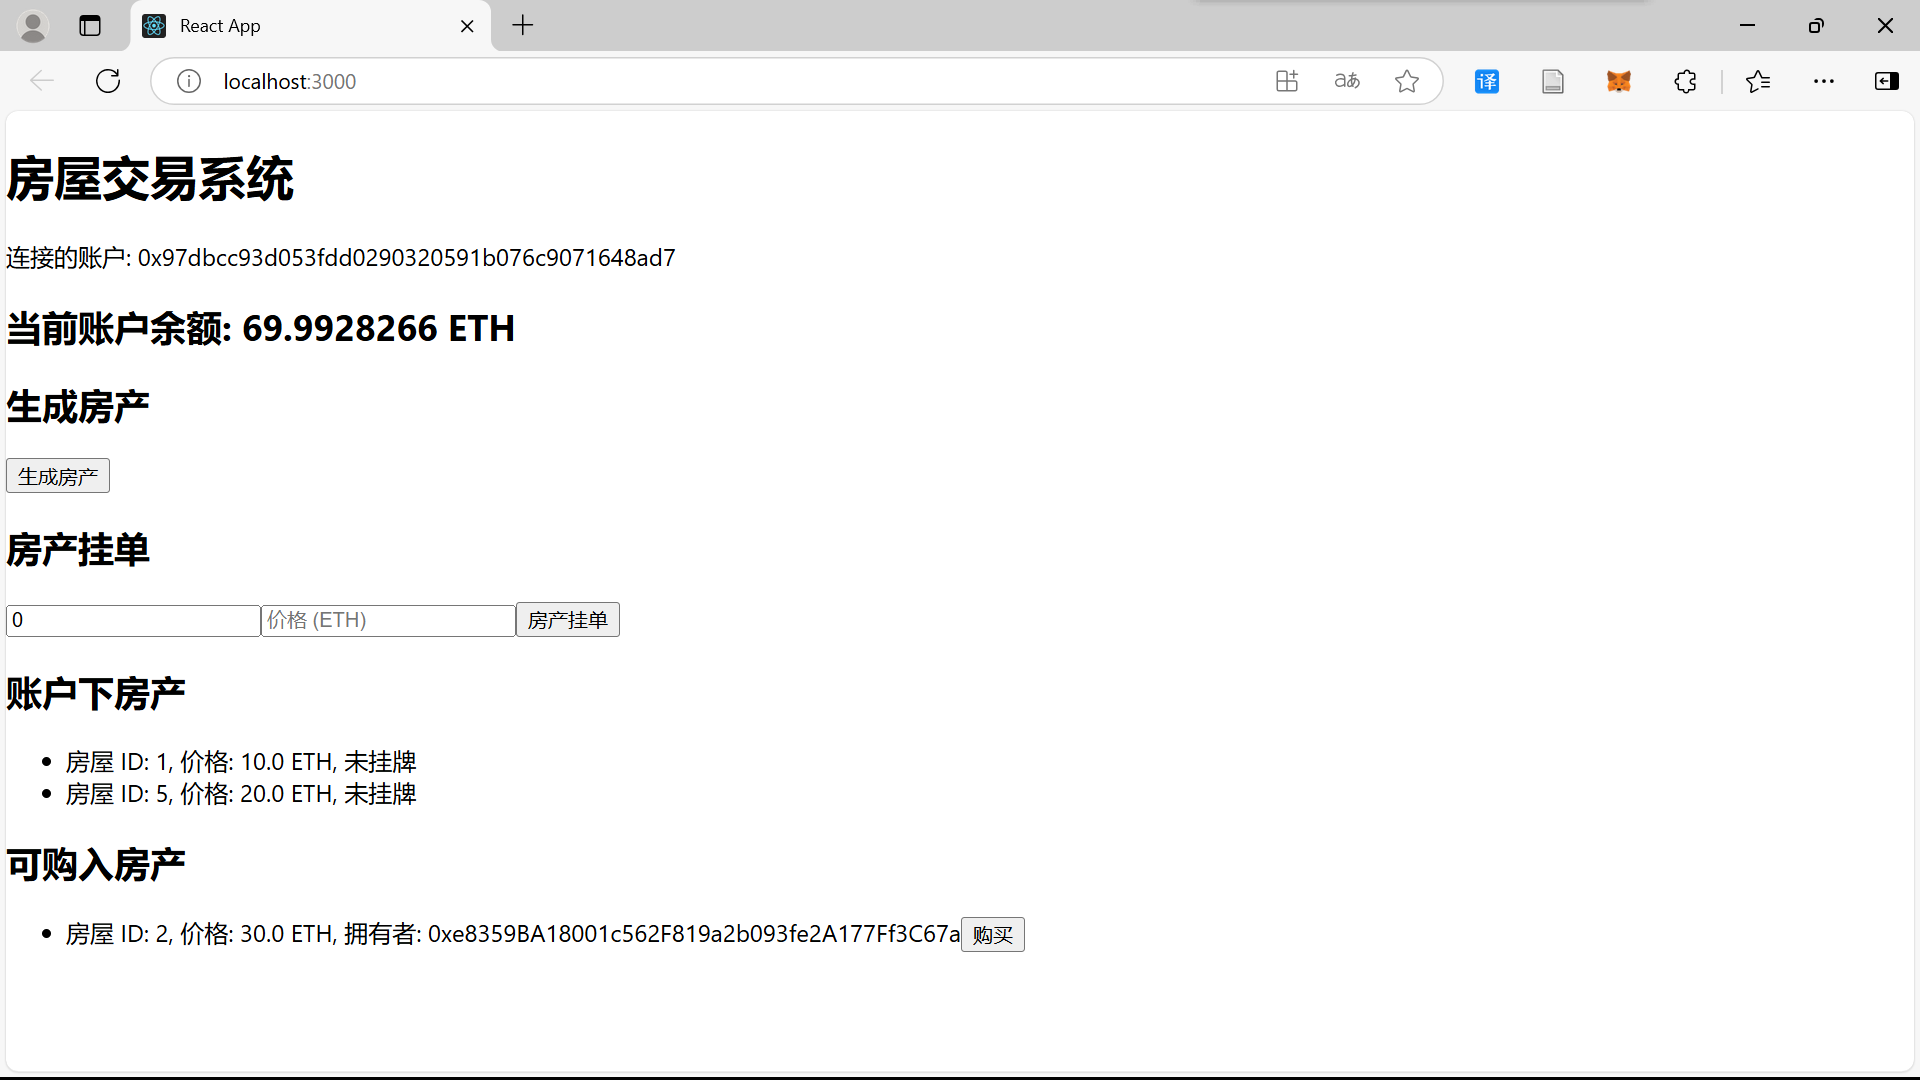 React App
localhost:3000
aあ
译
房屋交易系统
连接的账户: 0x97dbcc93d053fdd0290320591b076c9071648ad7
当前账户余额: 69.9928266 ETH
生成房产
生成房产
房产挂单
0 价格 (ETH) 房产挂单
账户下房产
房屋 ID: 1, 价格: 10.0 ETH, 未挂牌
房屋 ID: 5, 价格: 20.0 ETH, 未挂牌
可购入房产
房屋 ID: 2, 价格: 30.0 ETH, 拥有者: 0xe8359BA18001c562F819a2b093fe2A177Ff3C67a 购买